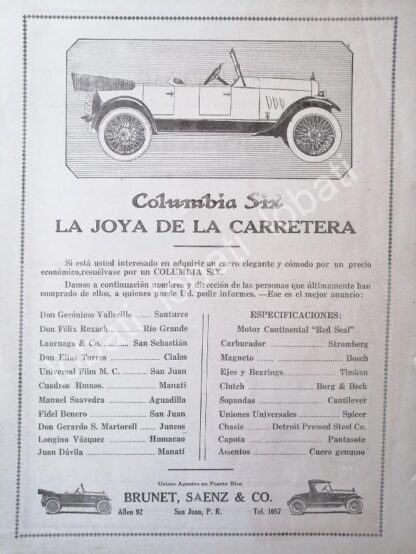 Columbia Six
LA JOYA DE LA CARRETERA
Si está usted interesado en adquirir un carro elegante y cómodo por un precio
económico, resuélvase por un COLUMBIA SIX.
Damos a continuación nombres y dirección de las personas que últimamente han
comprado de ellos, a quienes puede Ud. pedir informes. —Ese es el mejor anuncio:
Don Gerónimo Vallecillo Santurce
Don Félix Rexach Río Grande
Laurnaga & Co. San Sebastián
Don Elias Torres Ciales
Universal Film M. C. San Juan
Cuadros Hmnos. Manatí
Manuel Saavedra Aguadilla
Fidel Benero San Juan
Don Gerardo S. Martorell Juncos
Longino Vázquez Humacao
Juan Dávila Manatí
ESPECIFICACIONES:
Motor Continental "Red Seal"
Carburador Stromberg
Magneto Bosch
Ejes y Bearings Timken
Clutch Borg & Beck
Sopandas Cantilever
Uniones Universales Spicer
Chasis Detroit Pressed Steel Co.
Capota Pantasote
Asientos Cuero genuino
Unicos Agentes en Puerto Rico
BRUNET, SAENZ & CO.
Allen 92 San Juan, P. R. Tel. 1057